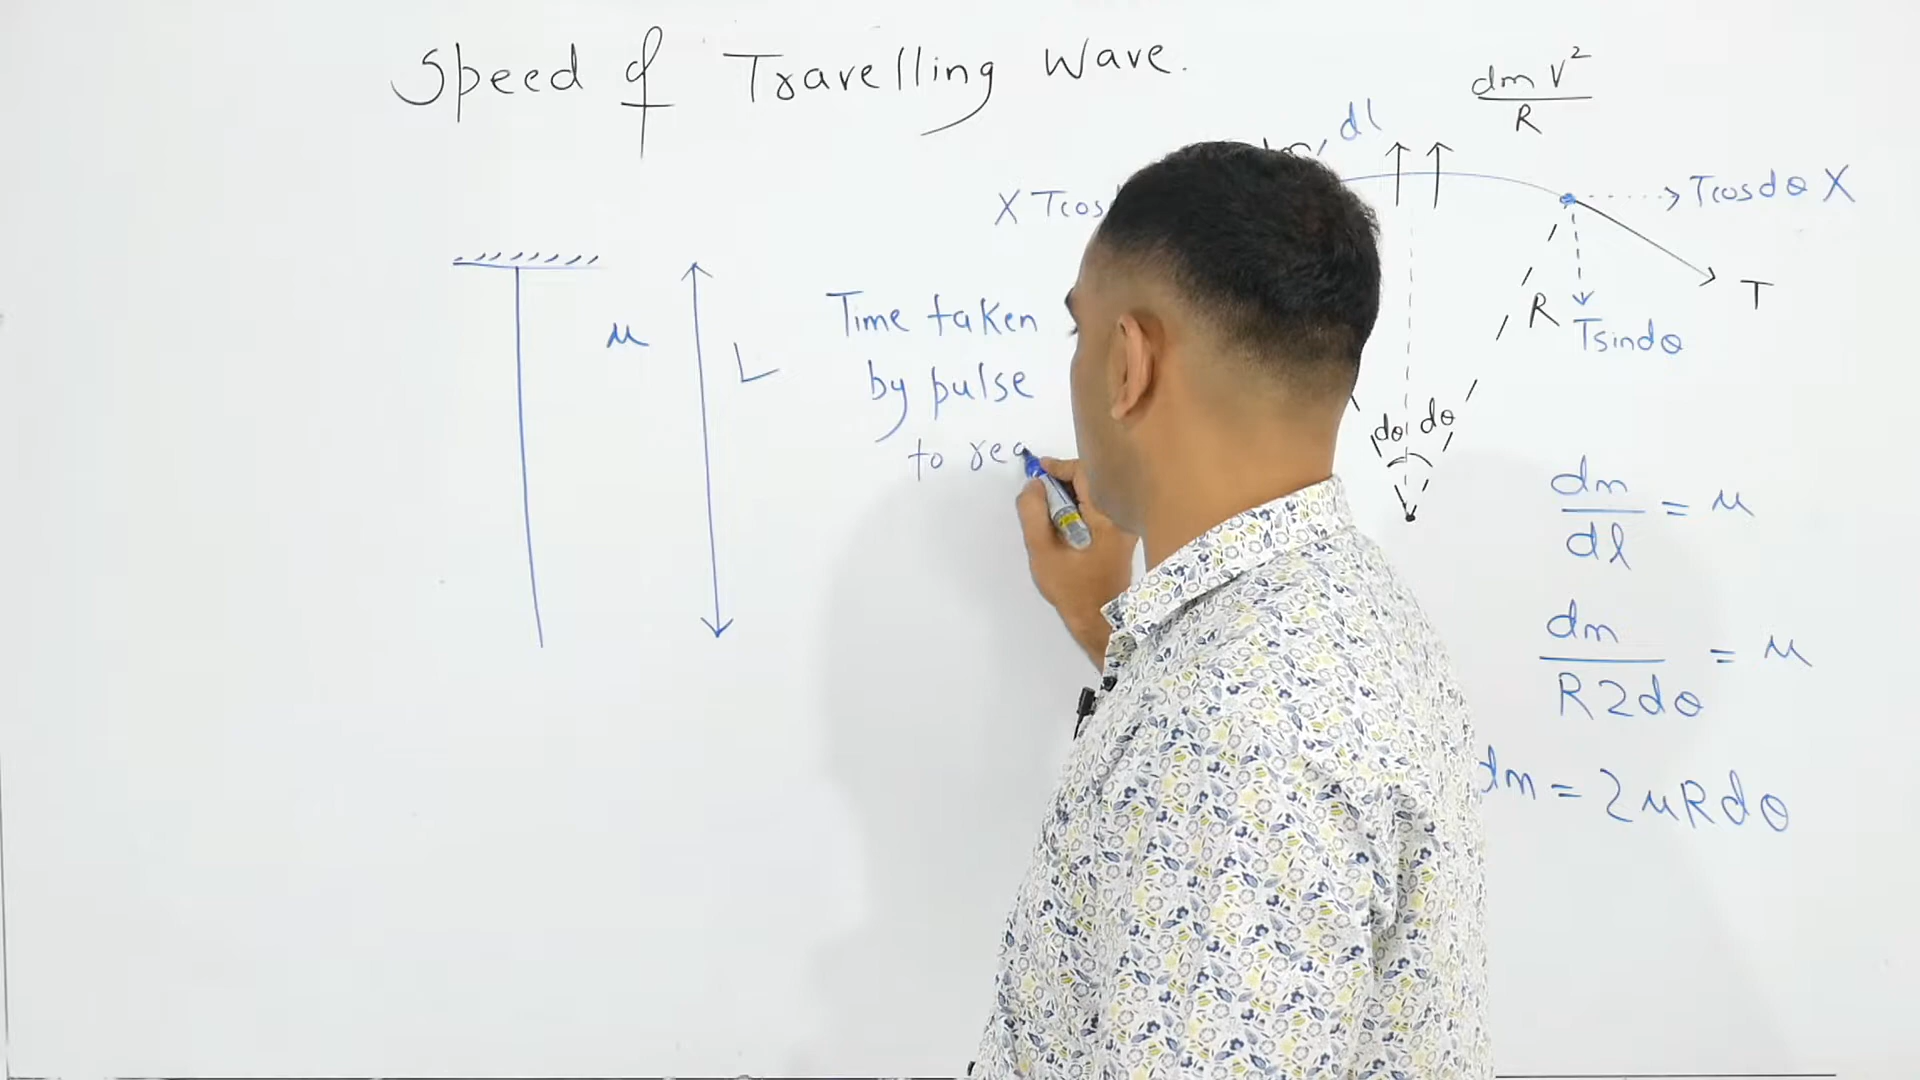 Speed of Travelling Wave.
dm V²
R
dl
X Tcos
Tcosdθ X
T
R
Tsindθ
dθ dθ
μ
L
Time taken
by pulse
to rea
dm
dl
= μ
dm
R2dθ
= μ
dm = 2μRdθ